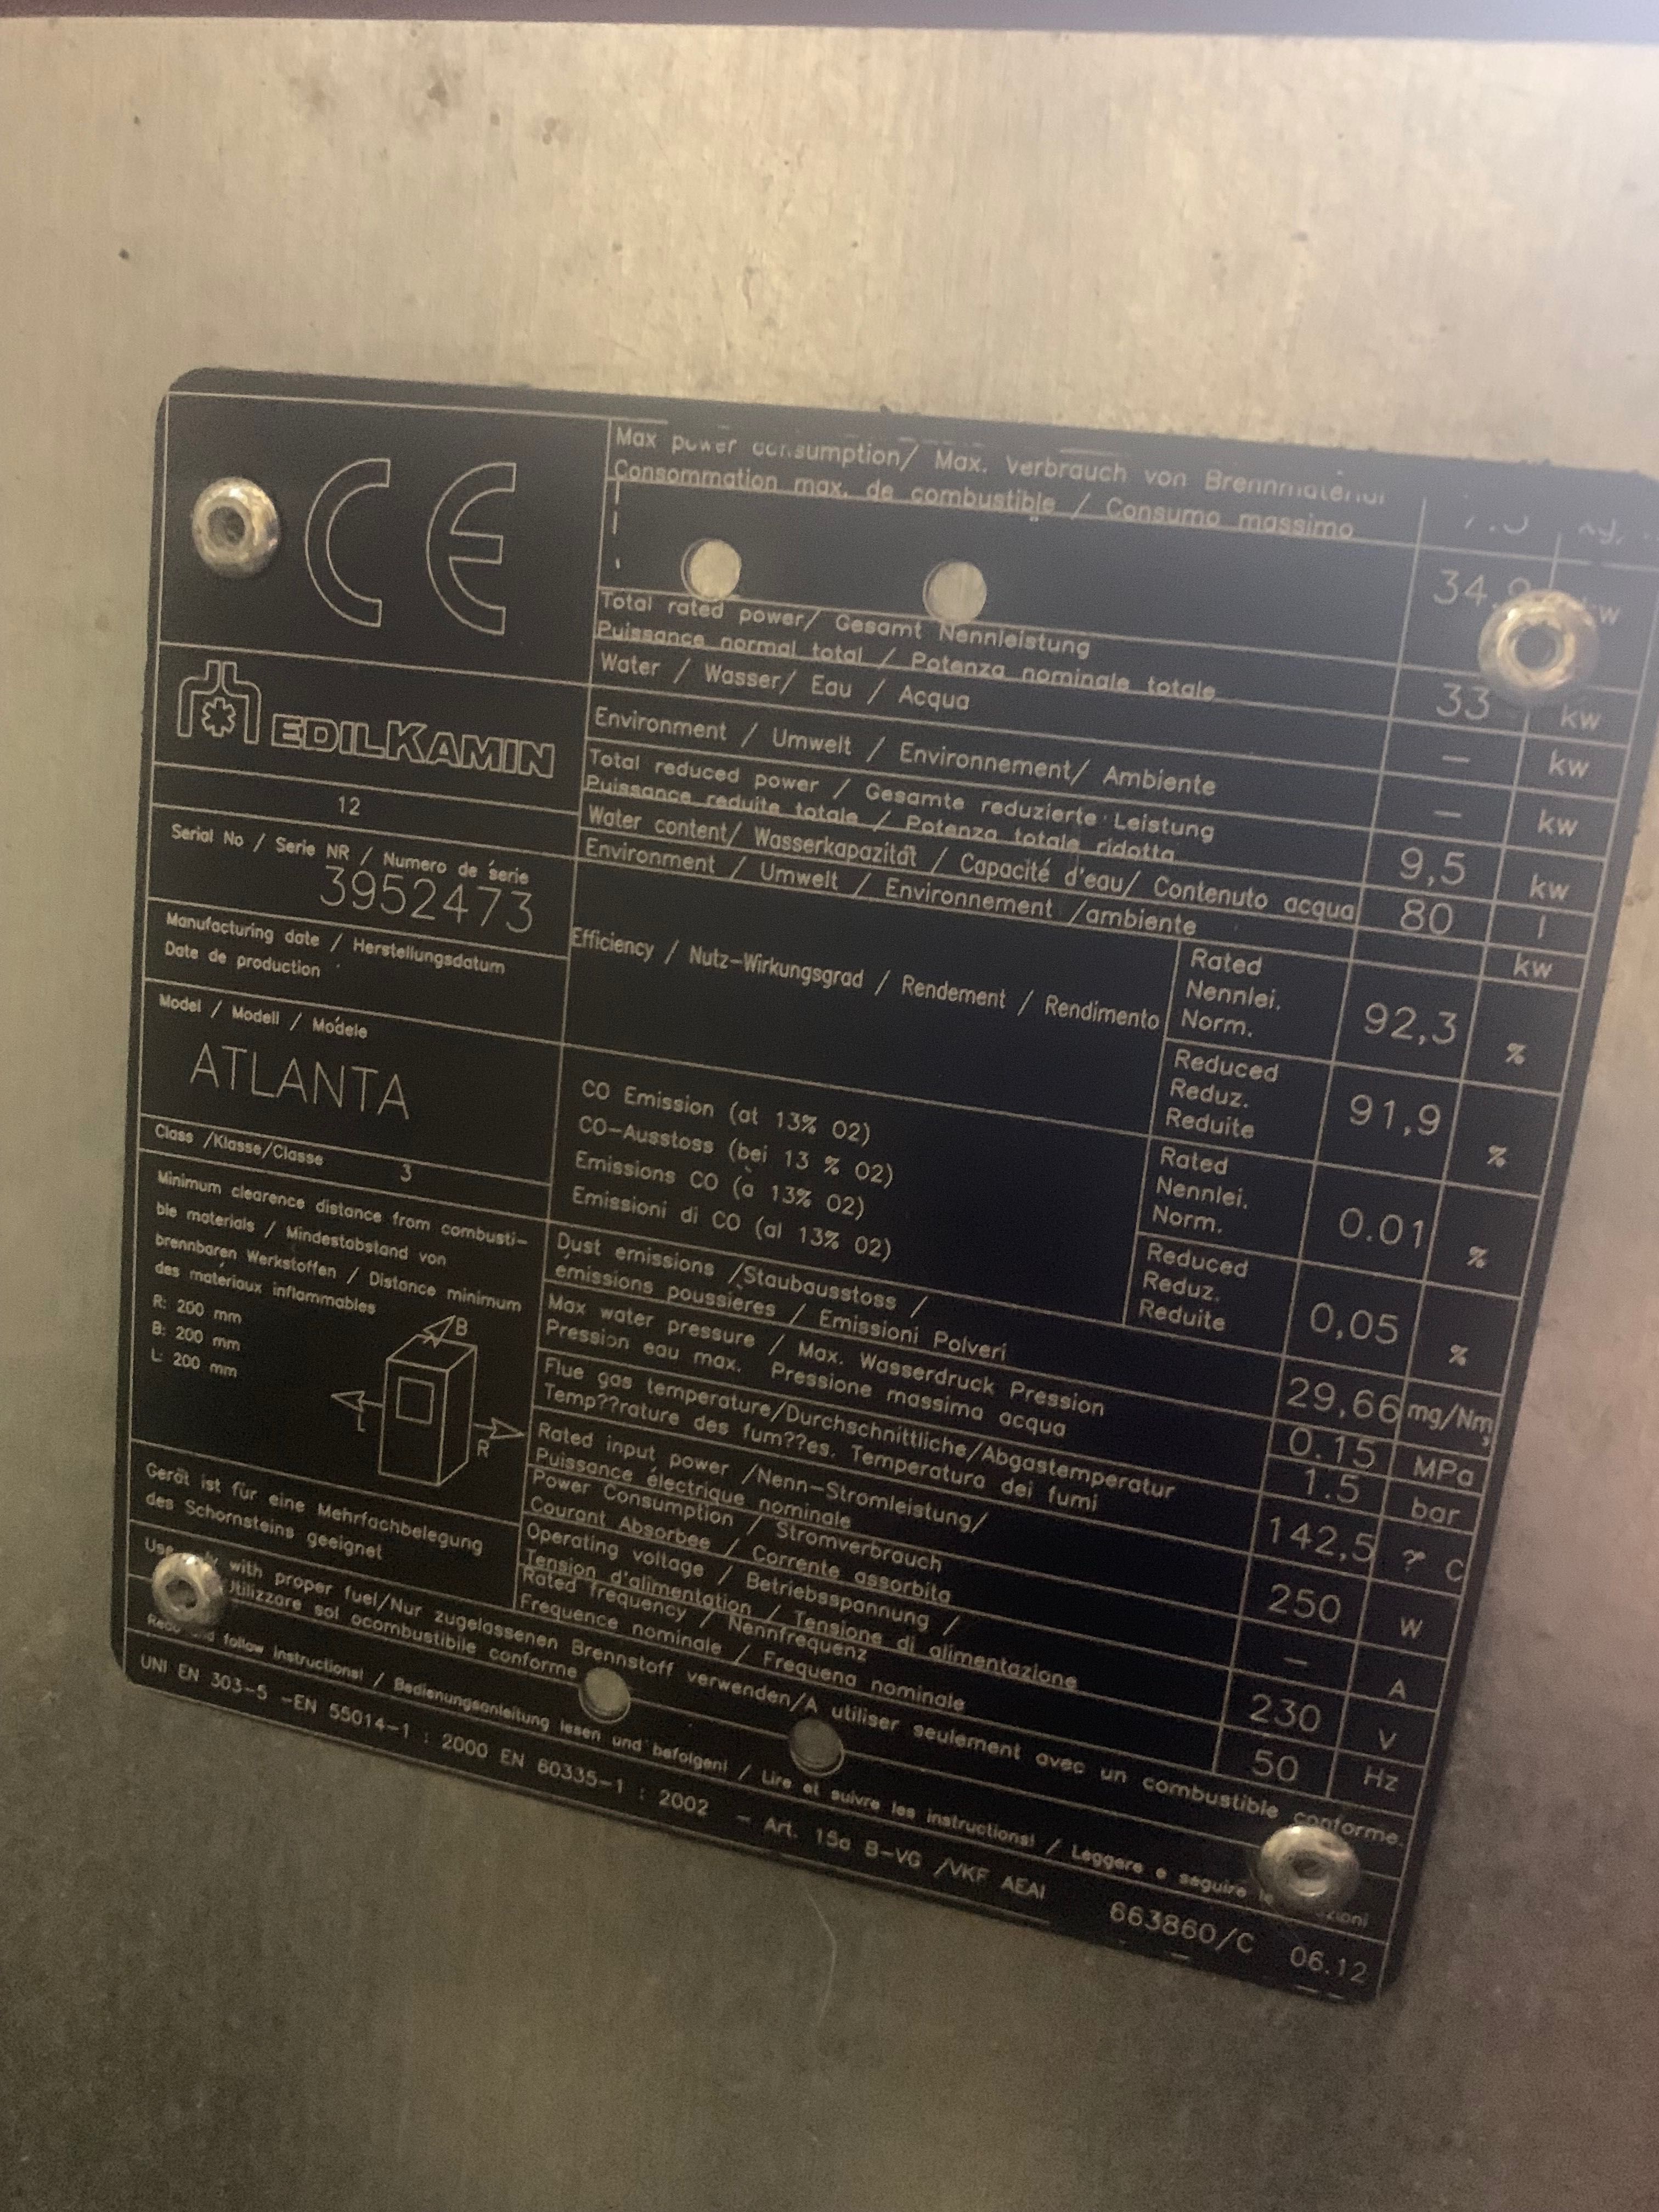 CE
EDILKAMIN
12
Serial No / Serie NR / Numero de śerie
3952473
Manufacturing date / Herstellungsdatum
Date de production
Model / Modell / Modéle
ATLANTA
Class /Klasse/Classe 3
Minimum clearence distance from combusti-
ble materials / Mindestabstand von
brennbaren Werkstoffen / Distance minimum
des matériaux inflammables
R: 200 mm
B: 200 mm
L: 200 mm
B
L
R
Gerät ist für eine Mehrfachbelegung
des Schornsteins geeignet
Max power consumption/ Max. Verbrauch von Brennmaterial
Consommation max. de combustible / Consumo massimo
kw
Total rated power/ Gesamt Nennleistung
Puissance normal total / Potenza nominale totale 33 kw
Water / Wasser/ Eau / Acqua – kw
Environment / Umwelt / Environnement/ Ambiente – kw
Total reduced power / Gesamte reduzierte Leistung
Puissance reduite totale / Potenza totale ridotta 9,5 kw
Water content/ Wasserkapazität / Capacité d'eau/ Contenuto acqua 80 l
Environment / Umwelt / Environnement /ambiente kw
Efficiency / Nutz-Wirkungsgrad / Rendement / Rendimento
Rated
Nennlei.
Norm.
92,3 %
Reduced
Reduz.
Reduite
91,9 %
CO Emission (at 13% O2)
CO-Ausstoss (bei 13 % O2)
Emissions CO (à 13% O2)
Emissioni di CO (al 13% O2)
Rated
Nennlei.
Norm.
0.01 %
Reduced
Reduz.
Reduite
0,05 %
Dust emissions /Staubausstoss /
émissions poussières / Emissioni Polveri 29,66 mg/Nm3
Max water pressure / Max. Wasserdruck Pression 0.15 MPa
Pression eau max. Pressione massima acqua 1.5 bar
Flue gas temperature/Durchschnittliche/Abgastemperatur
Temp??rature des fum??es. Temperatura dei fumi 142,5 ? C
Rated input power /Nenn-Stromleistung/
Puissance électrique nominale 250 W
Power Consumption / Stromverbrauch
Courant Absorbee / Corrente assorbita – A
Operating voltage / Betriebsspannung /
Tension d'alimentation / Tensione di alimentazione 230 V
Rated frequency / Nennfrequenz
Frequence nominale / Frequena nominale 50 Hz
with proper fuel/Nur zugelassenen Brennstoff verwenden/A utiliser seulement avec un combustible conforme.
Utilizzare sol ocombustibile conforme
follow instructions! / Bedienungsanleitung lesen und befolgen! / Lire et suivre les instructions! / Leggere e seguire le
UNI EN 303-5 -EN 55014-1 : 2000 EN 60335-1 : 2002 - Art. 15a B-VG /VKF AEAI 663860/C 06.12